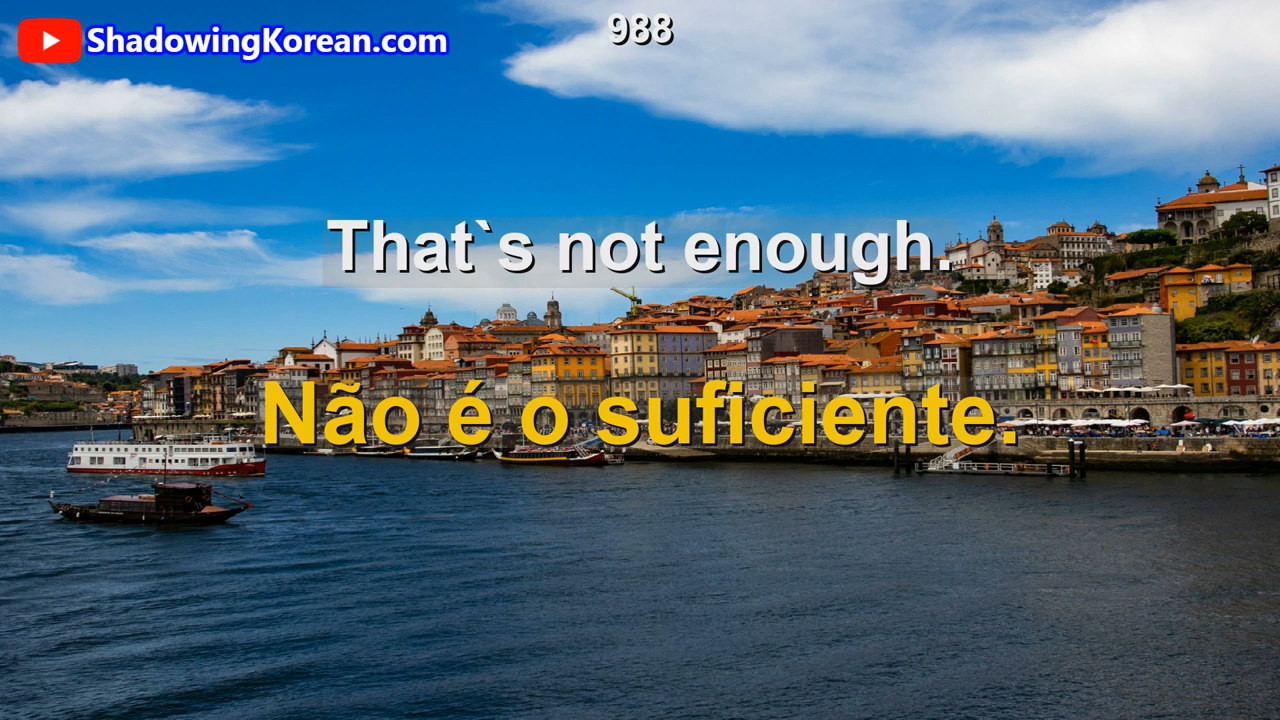 988
ShadowingKorean.com
That`s not enough.
Não é o suficiente.